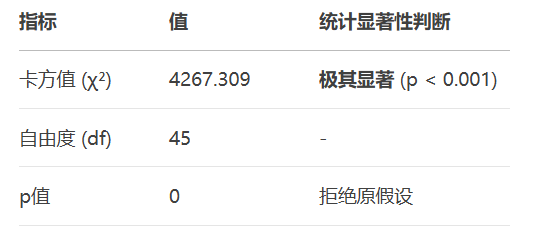 指标 值 统计显著性判断
卡方值 (χ²) 4267.309 极其显著 (p < 0.001)
自由度 (df) 45 -
p值 0 拒绝原假设